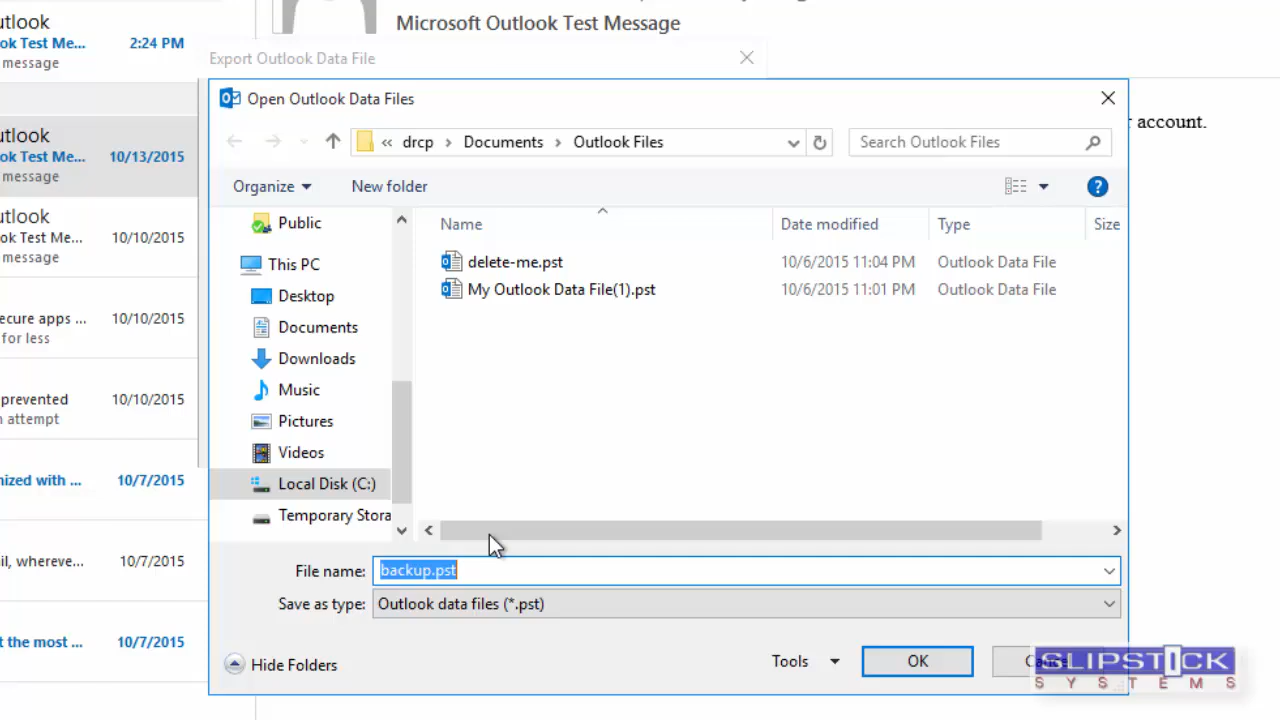 utlook
ok Test Me... 2:24 PM
message
utlook
ok Test Me... 10/13/2015
message
utlook
ok Test Me... 10/10/2015
message
ecure apps ... 10/10/2015
for less
prevented 10/10/2015
attempt
nized with ... 10/7/2015
il, whereve... 10/7/2015
t the most ... 10/7/2015
Microsoft Outlook Test Message
account.
Export Outlook Data File
Open Outlook Data Files
« drcp › Documents › Outlook Files
Search Outlook Files
Organize New folder
Public
This PC
Desktop
Documents
Downloads
Music
Pictures
Videos
Local Disk (C:)
Temporary Stora
Name Date modified Type Size
delete-me.pst 10/6/2015 11:04 PM Outlook Data File
My Outlook Data File(1).pst 10/6/2015 11:01 PM Outlook Data File
File name: backup.pst
Save as type: Outlook data files (*.pst)
Hide Folders
Tools OK
SLIPSTICK
SYSTEMS